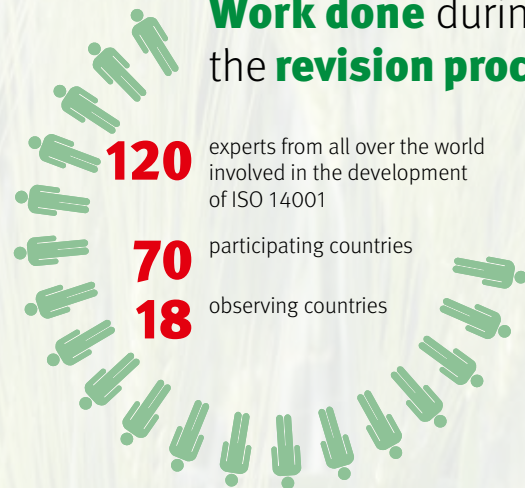 Work done durin
the revision proc
120 experts from all over the world
involved in the development
of ISO 14001
70 participating countries
18 observing countries